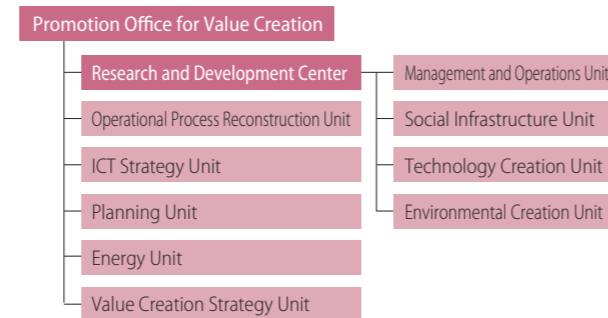 Promotion Office for Value Creation
Research and Development Center
Management and Operations Unit
Operational Process Reconstruction Unit
Social Infrastructure Unit
ICT Strategy Unit
Technology Creation Unit
Planning Unit
Environmental Creation Unit
Energy Unit
Value Creation Strategy Unit